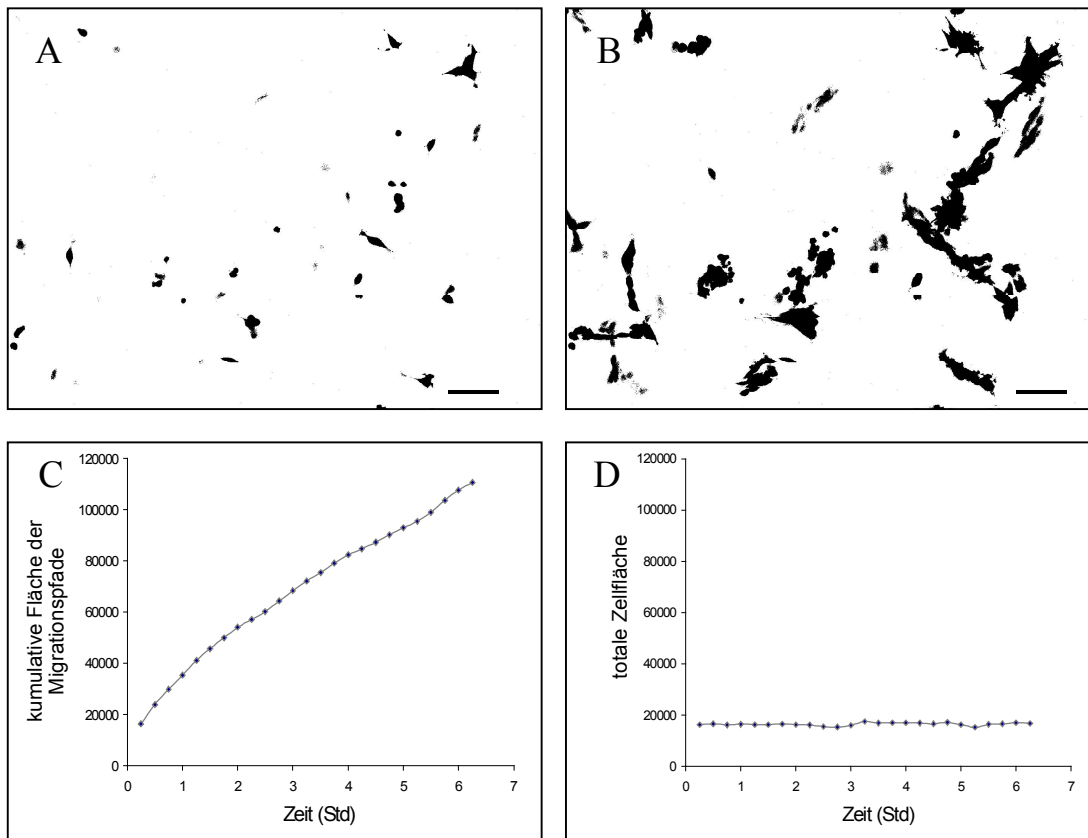 A
B
C
120000
100000
80000
60000
40000
20000
0
kumulative Fläche der
Migrationspfade
0 1 2 3 4 5 6 7
Zeit (Std)
D
120000
100000
80000
60000
40000
20000
0
totale Zellfläche
0 1 2 3 4 5 6 7
Zeit (Std)